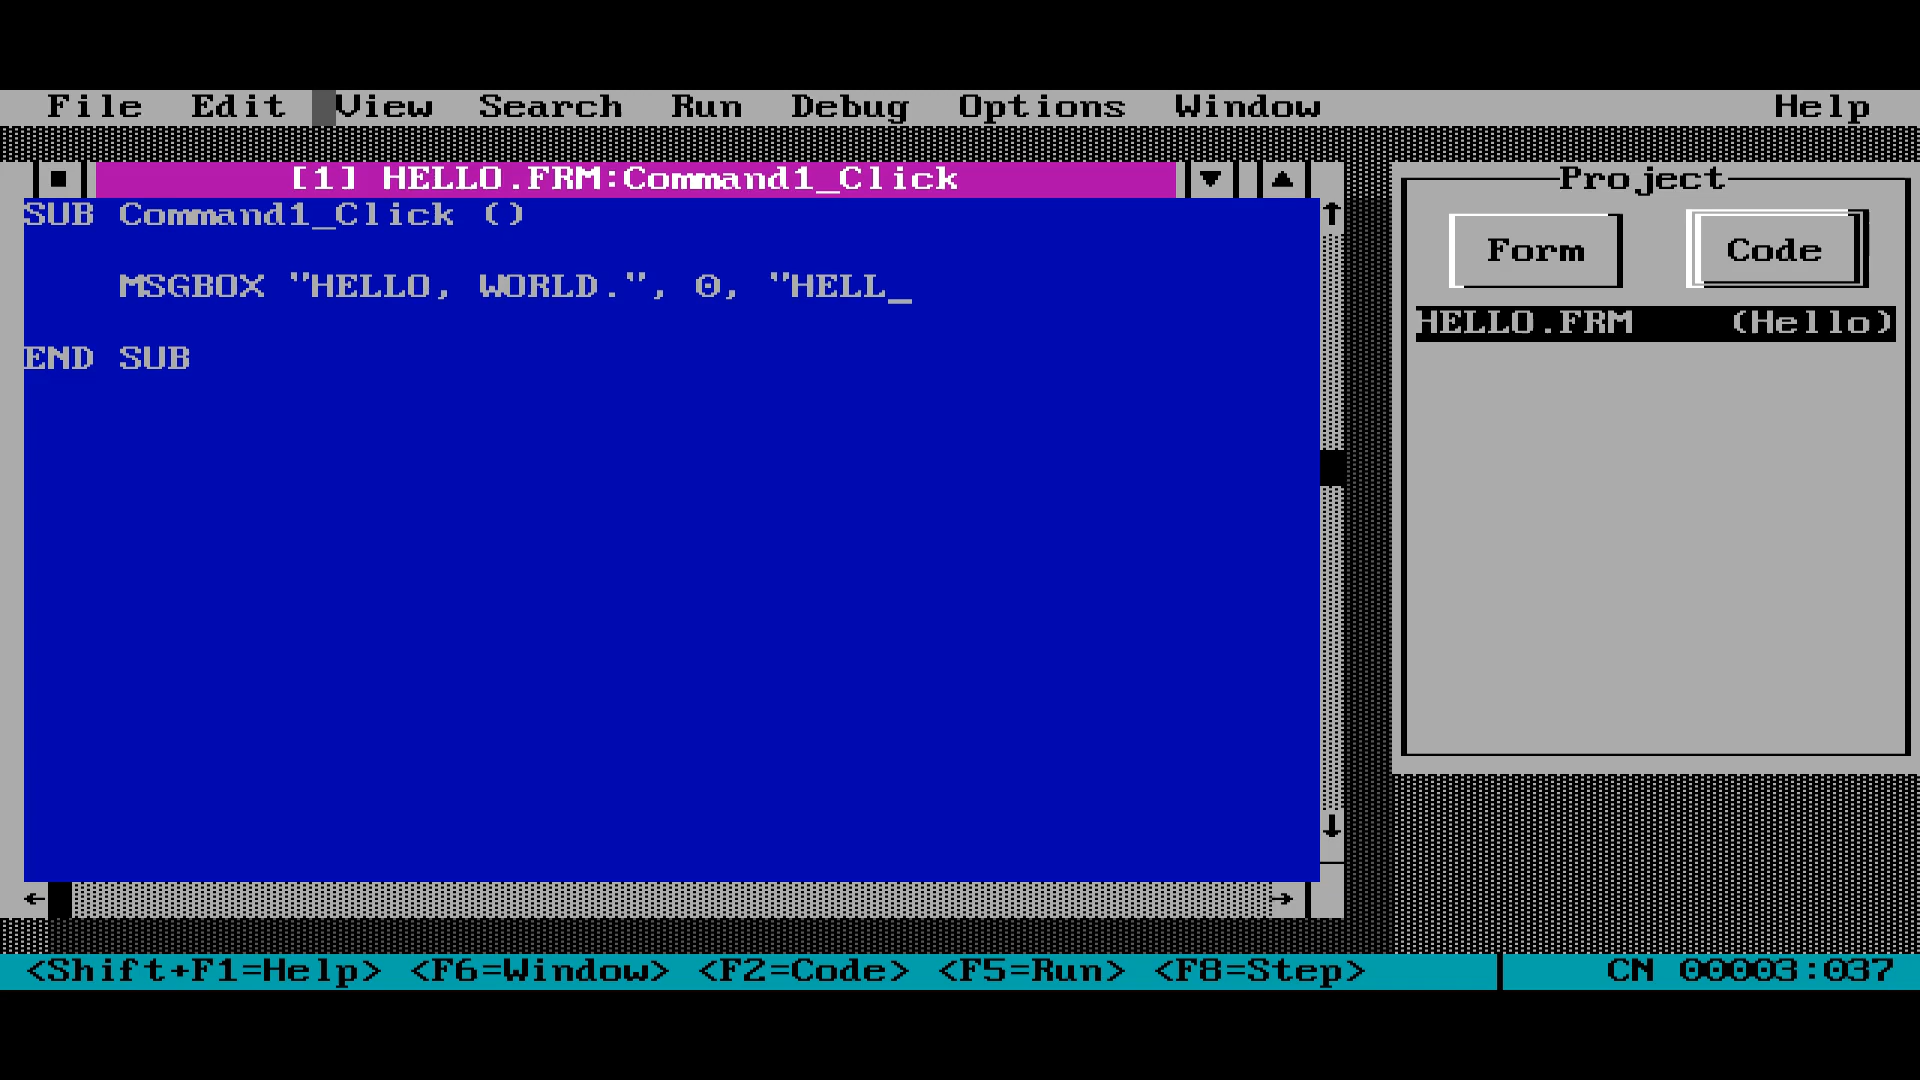 File Edit View Search Run Debug Options Window Help
[1] HELLO.FRM:Command1_Click
SUB Command1_Click ()
MSGBOX "HELLO, WORLD.", 0, "HELL_
END SUB
Project
Form Code
HELLO.FRM (Hello)
<Shift+F1=Help> <F6=Window> <F2=Code> <F5=Run> <F8=Step> CN 00003:037